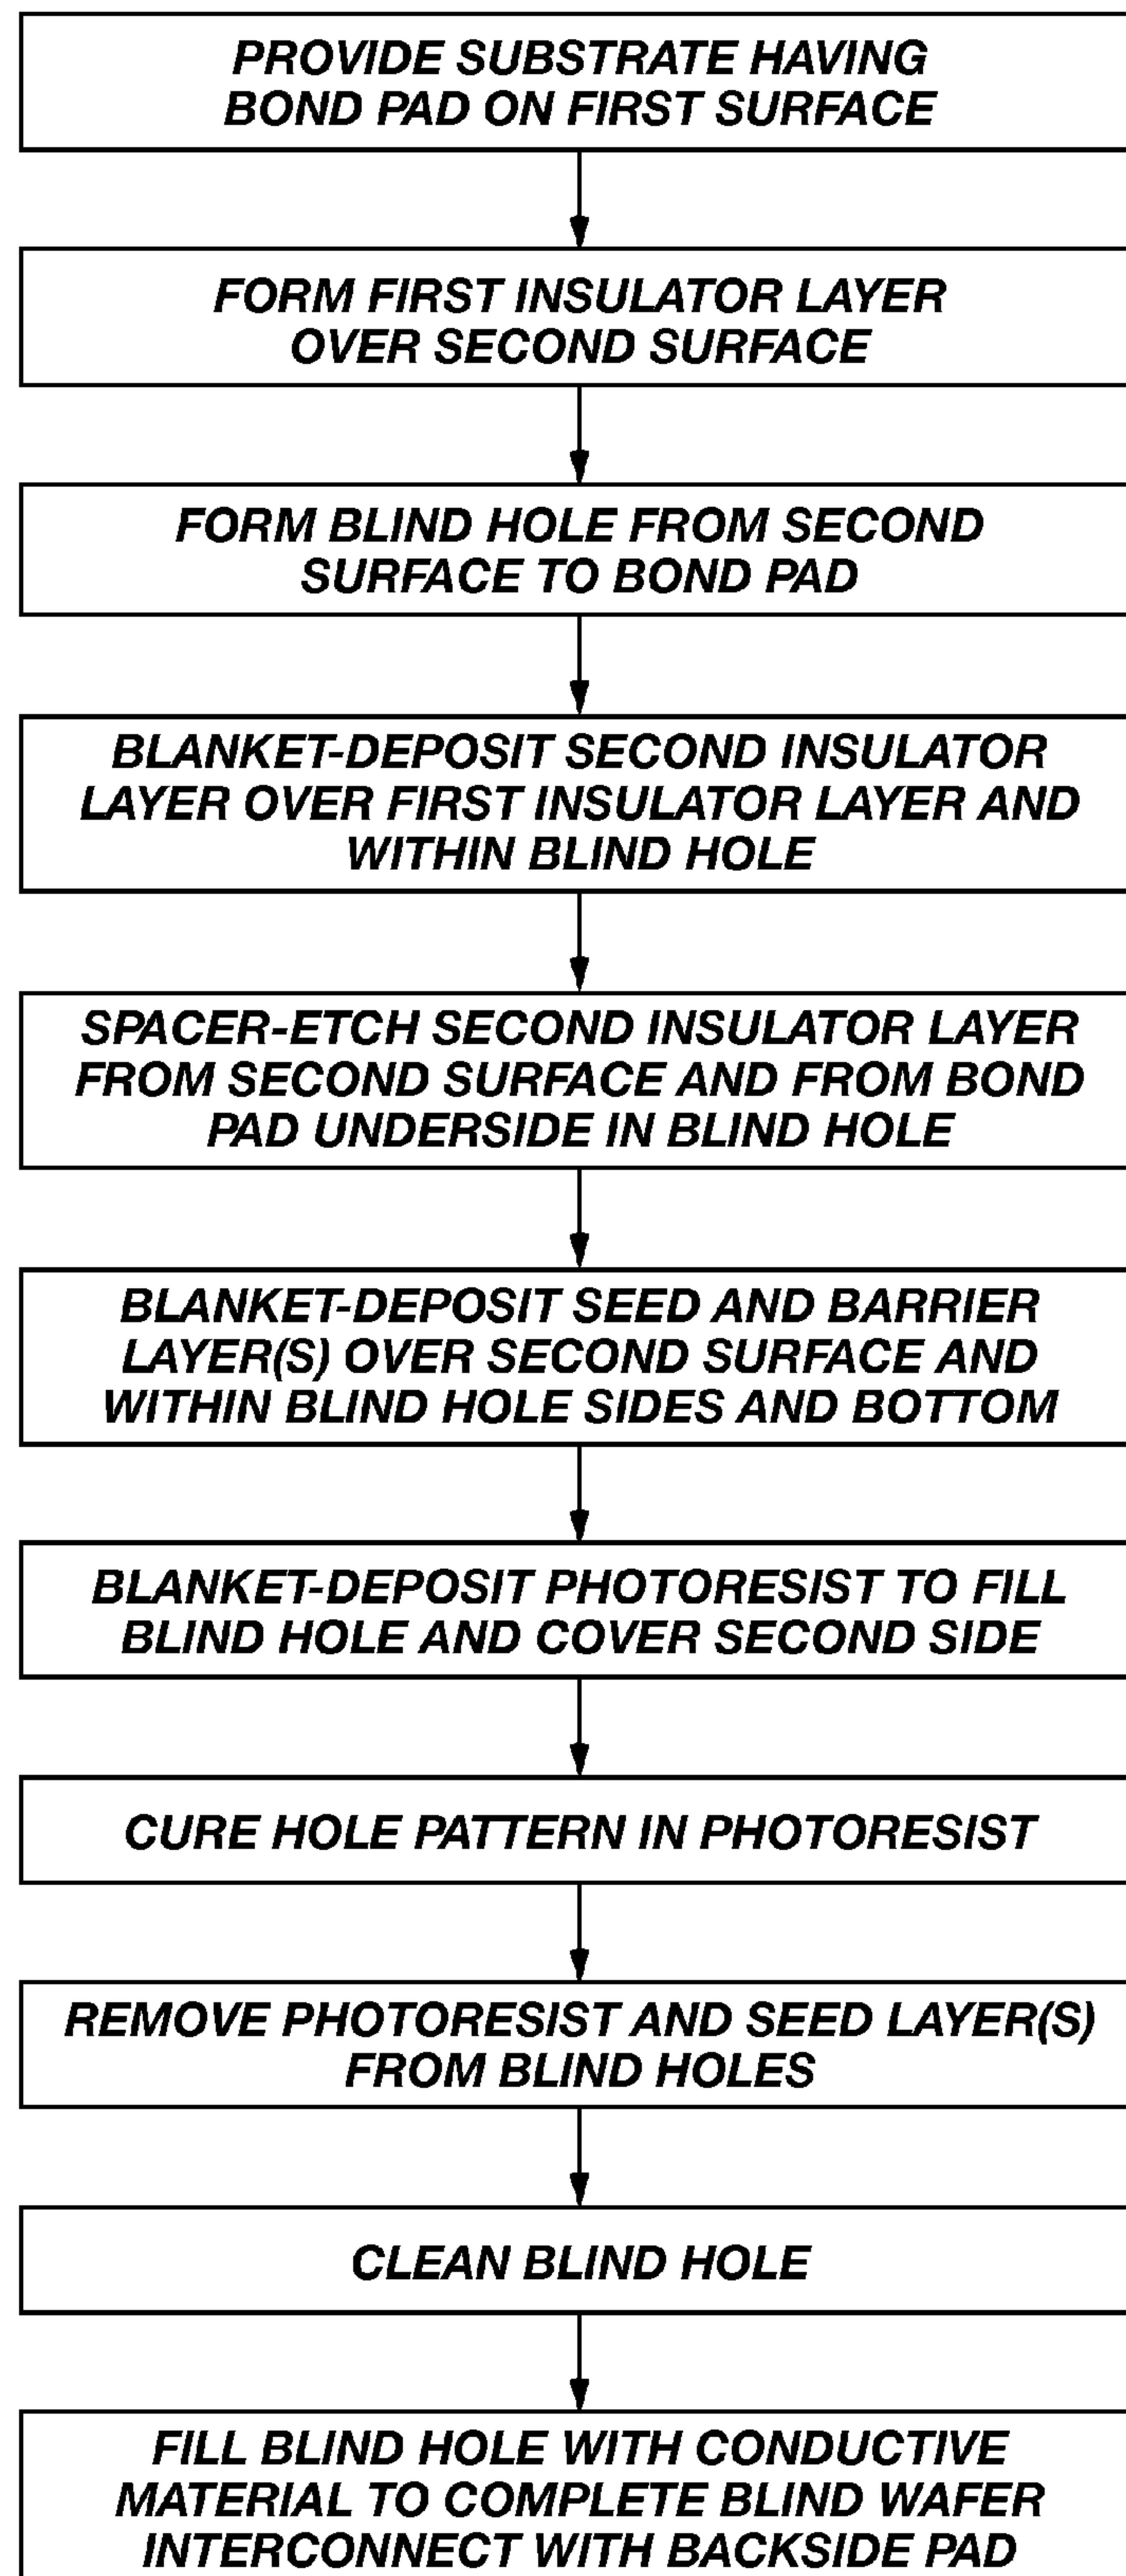 PROVIDE SUBSTRATE HAVING
BOND PAD ON FIRST SURFACE
FORM FIRST INSULATOR LAYER
OVER SECOND SURFACE
FORM BLIND HOLE FROM SECOND
SURFACE TO BOND PAD
BLANKET-DEPOSIT SECOND INSULATOR
LAYER OVER FIRST INSULATOR LAYER AND
WITHIN BLIND HOLE
SPACER-ETCH SECOND INSULATOR LAYER
FROM SECOND SURFACE AND FROM BOND
PAD UNDERSIDE IN BLIND HOLE
BLANKET-DEPOSIT SEED AND BARRIER
LAYER(S) OVER SECOND SURFACE AND
WITHIN BLIND HOLE SIDES AND BOTTOM
BLANKET-DEPOSIT PHOTORESIST TO FILL
BLIND HOLE AND COVER SECOND SIDE
CURE HOLE PATTERN IN PHOTORESIST
REMOVE PHOTORESIST AND SEED LAYER(S)
FROM BLIND HOLES
CLEAN BLIND HOLE
FILL BLIND HOLE WITH CONDUCTIVE
MATERIAL TO COMPLETE BLIND WAFER
INTERCONNECT WITH BACKSIDE PAD